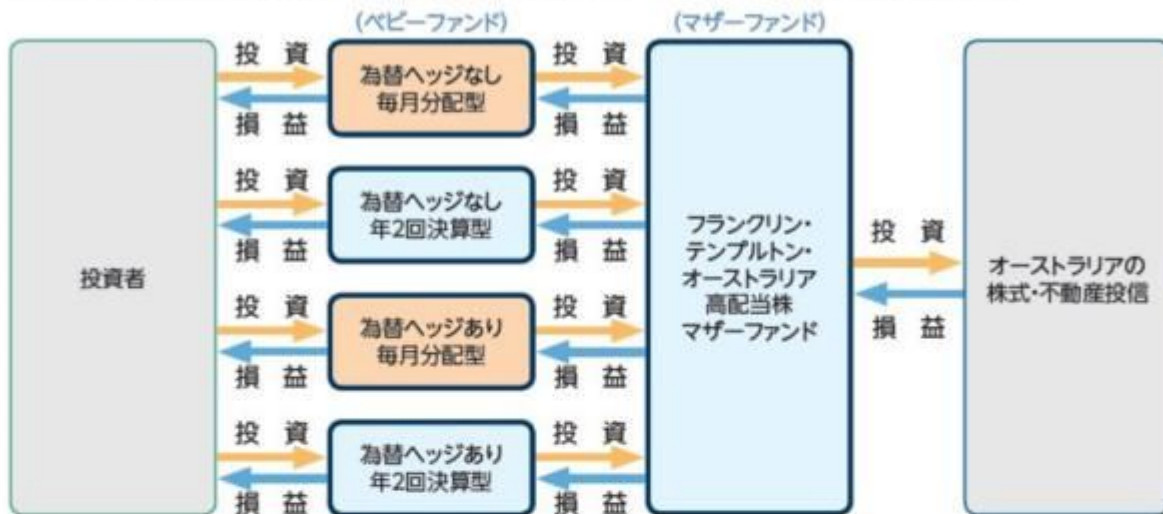 (ベビーファンド)
(マザーファンド)
投資
損益
為替ヘッジなし
毎月分配型
投資
損益
投資
損益
為替ヘッジなし
年2回決算型
投資
損益
投資者
投資
損益
為替ヘッジあり
毎月分配型
投資
損益
投資
損益
為替ヘッジあり
年2回決算型
投資
損益
フランクリン・
テンプルトン・
オーストラリア
高配当株
マザーファンド
投資
損益
オーストラリアの
株式・不動産投信